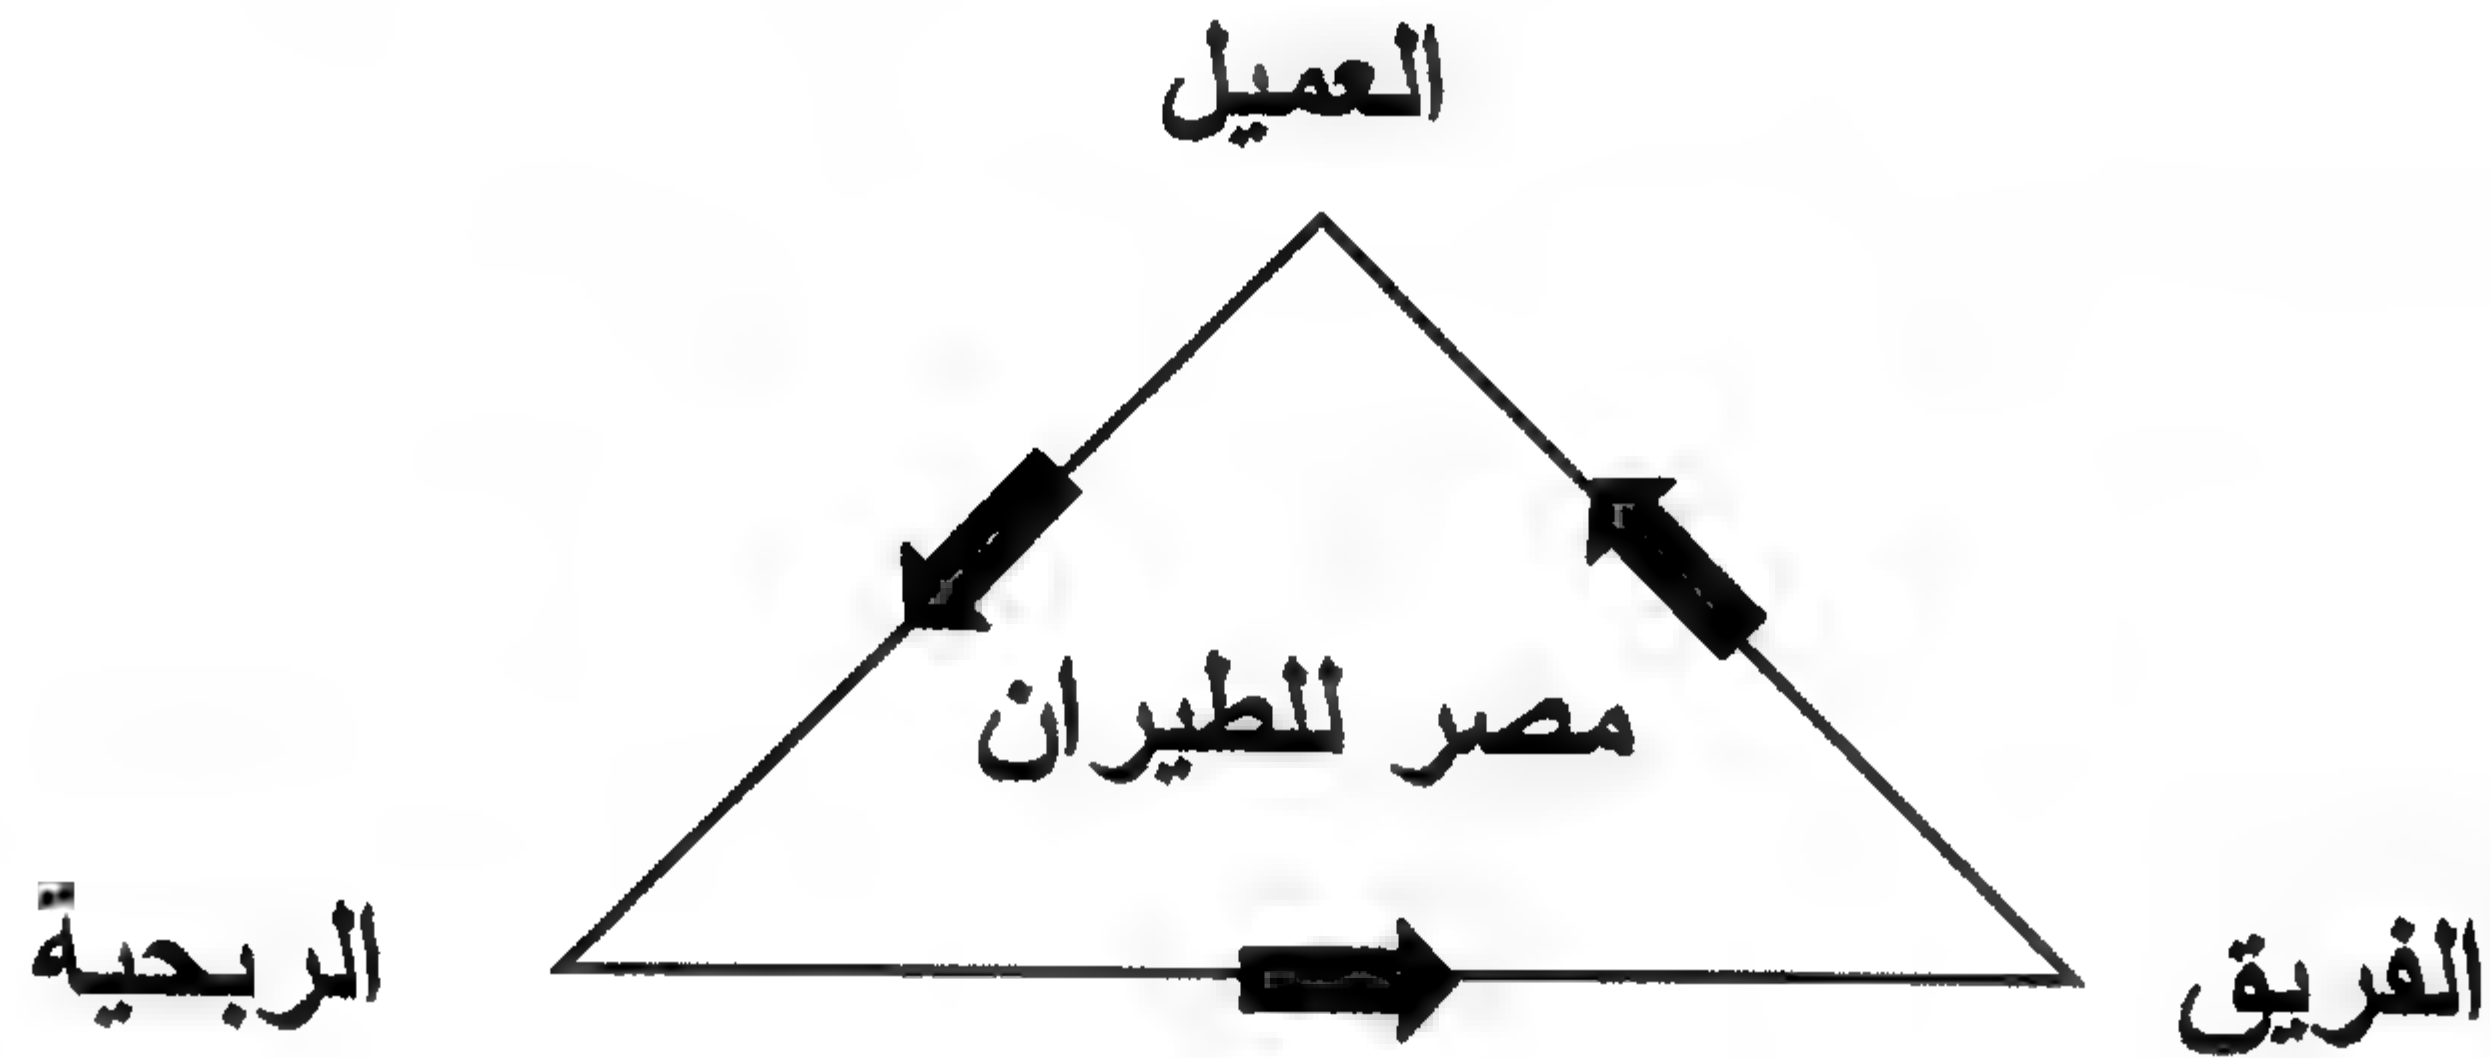 العميل
مصر للطيران
الفريق
الربحية